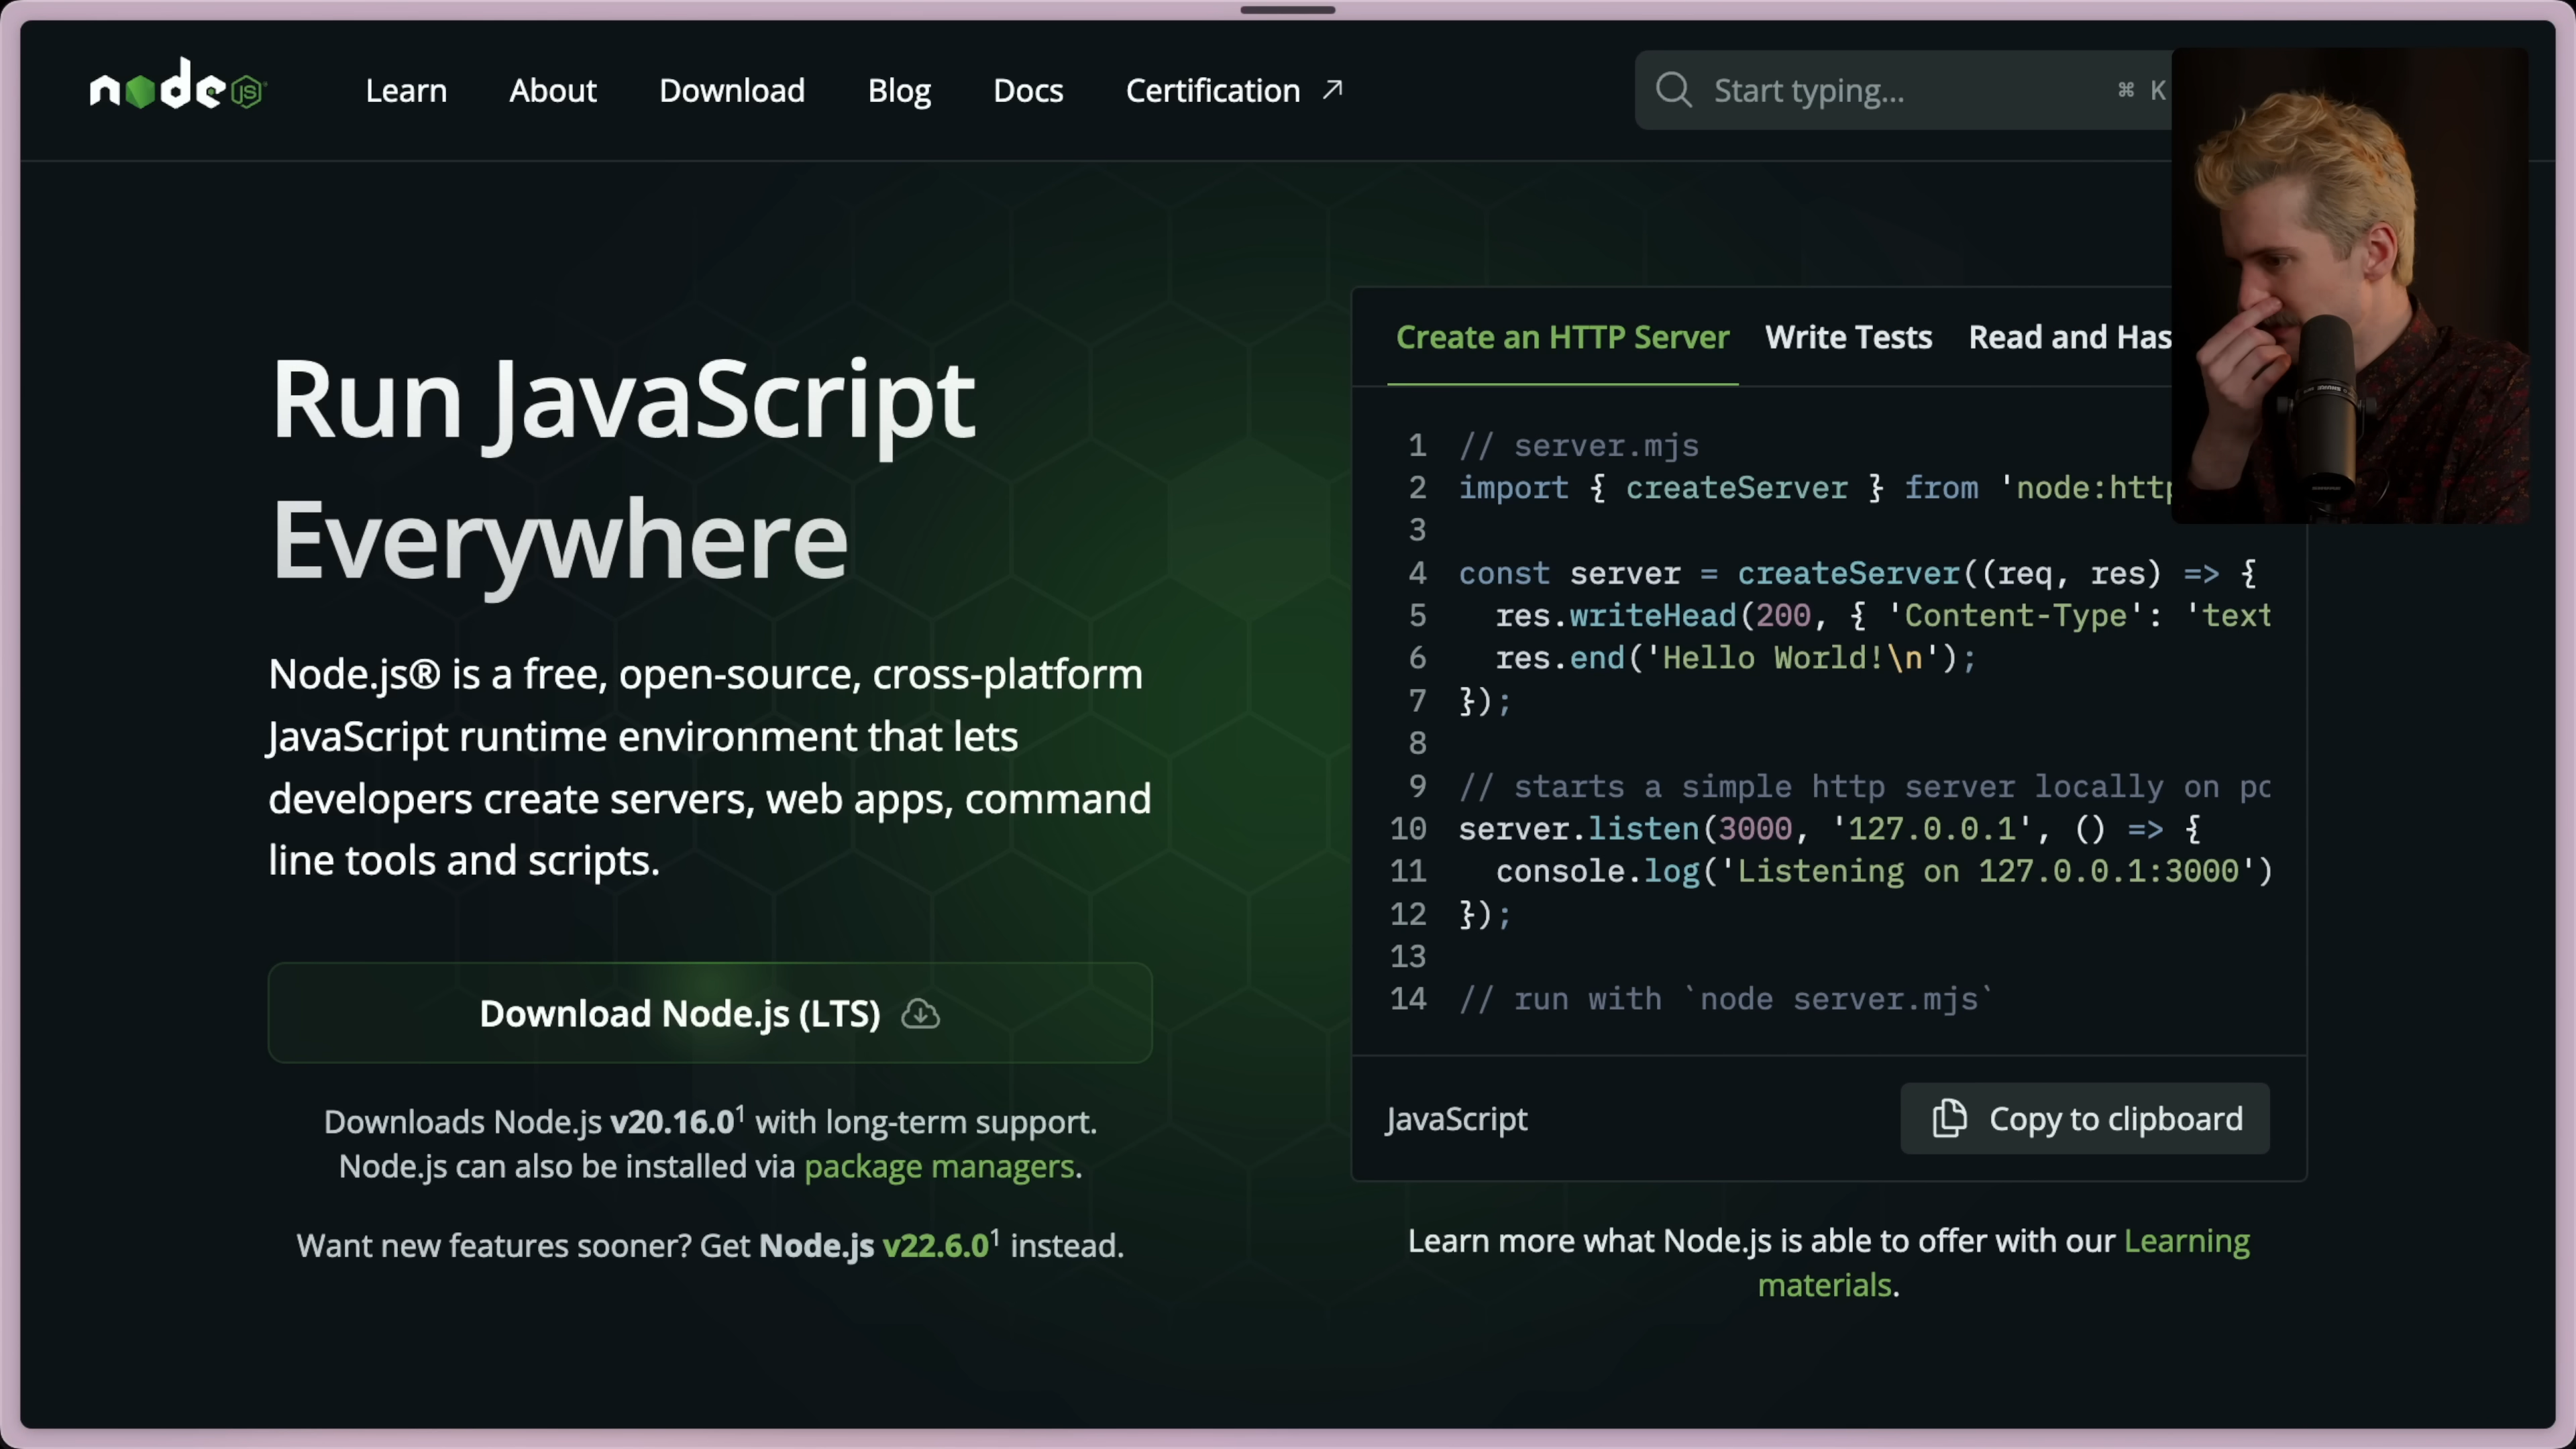 node JS
Learn
About
Download
Blog
Docs
Certification ↗
Start typing...
⌘ K
Run JavaScript
Everywhere
Node.js® is a free, open-source, cross-platform
JavaScript runtime environment that lets
developers create servers, web apps, command
line tools and scripts.
Download Node.js (LTS)
Downloads Node.js v20.16.0¹ with long-term support.
Node.js can also be installed via package managers.
Want new features sooner? Get Node.js v22.6.0¹ instead.
Create an HTTP Server
Write Tests
Read and Has
1 // server.mjs
2 import { createServer } from 'node:http
3
4 const server = createServer((req, res) => {
5   res.writeHead(200, { 'Content-Type': 'text
6   res.end('Hello World!\n');
7 });
8
9 // starts a simple http server locally on po
10 server.listen(3000, '127.0.0.1', () => {
11   console.log('Listening on 127.0.0.1:3000')
12 });
13
14 // run with `node server.mjs`
JavaScript
Copy to clipboard
Learn more what Node.js is able to offer with our Learning
materials.